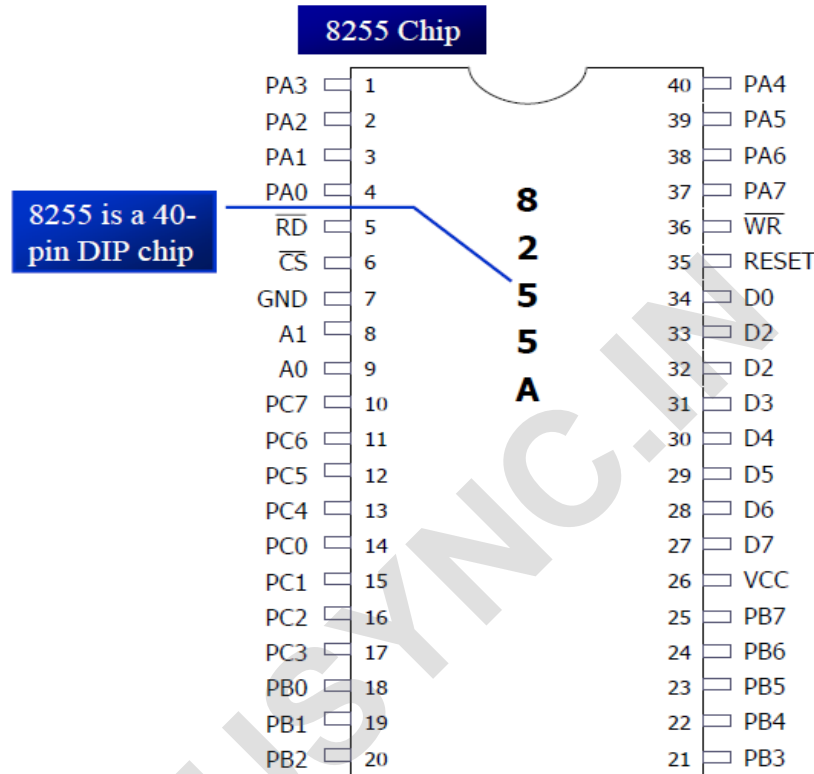 8255 Chip
PA3 1 40 PA4
PA2 2 39 PA5
PA1 3 38 PA6
PA0 4 37 PA7
8255 is a 40-
pin DIP chip
R̅D̅ 5 36 W̅R̅
C̅S̅ 6 35 RESET
GND 7 34 D0
A1 8 33 D2
A0 9 32 D2
PC7 10 31 D3
PC6 11 30 D4
PC5 12 29 D5
PC4 13 28 D6
PC0 14 27 D7
PC1 15 26 VCC
PC2 16 25 PB7
PC3 17 24 PB6
PB0 18 23 PB5
PB1 19 22 PB4
PB2 20 21 PB3
8
2
5
5
A
USYNC.IN